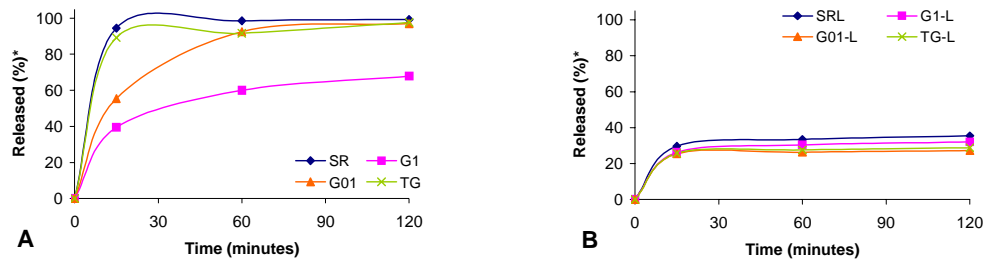 Released (%)*
100
80
60
40
20
0
0 30 60 90 120
Time (minutes)
SR G1
G01 TG
A
Released (%)*
100
80
60
40
20
0
0 30 60 90 120
Time (minutes)
SRL G1-L
G01-L TG-L
B